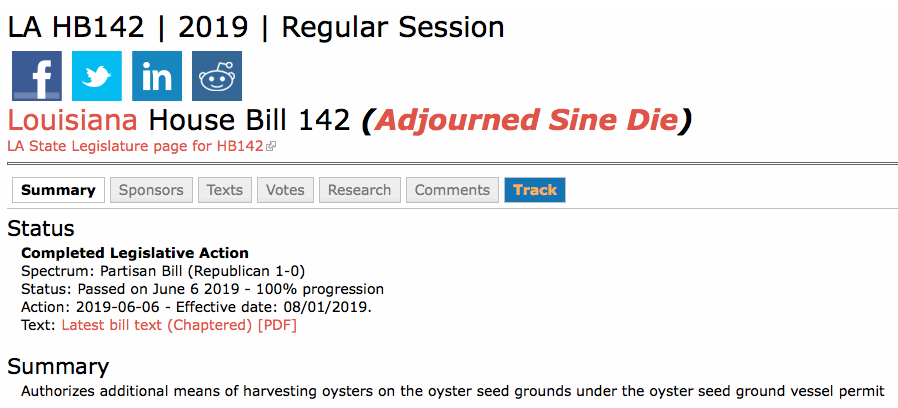 LA HB142 | 2019 | Regular Session
f in
Louisiana House Bill 142 (Adjourned Sine Die)
LA State Legislature page for HB142
Summary Sponsors Texts Votes Research Comments Track
Status
Completed Legislative Action
Spectrum: Partisan Bill (Republican 1-0)
Status: Passed on June 6 2019 - 100% progression
Action: 2019-06-06 - Effective date: 08/01/2019.
Text: Latest bill text (Chaptered) [PDF]
Summary
Authorizes additional means of harvesting oysters on the oyster seed grounds under the oyster seed ground vessel permit